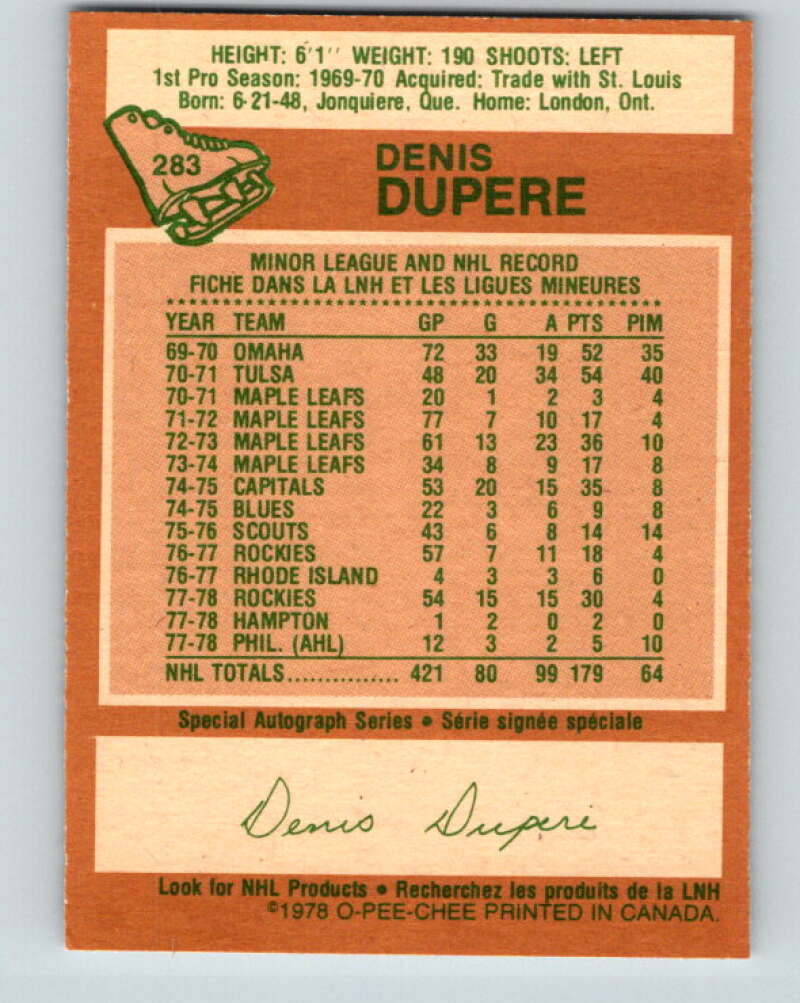 HEIGHT: 6'1" WEIGHT: 190 SHOOTS: LEFT
1st Pro Season: 1969-70 Acquired: Trade with St. Louis
Born: 6-21-48, Jonquiere, Que. Home: London, Ont.
283
DENIS
DUPERE
MINOR LEAGUE AND NHL RECORD
FICHE DANS LA LNH ET LES LIGUES MINEURES
YEAR TEAM GP G A PTS PIM
69-70 OMAHA 72 33 19 52 35
70-71 TULSA 48 20 34 54 40
70-71 MAPLE LEAFS 20 1 2 3 4
71-72 MAPLE LEAFS 77 7 10 17 4
72-73 MAPLE LEAFS 61 13 23 36 10
73-74 MAPLE LEAFS 34 8 9 17 8
74-75 CAPITALS 53 20 15 35 8
74-75 BLUES 22 3 6 9 8
75-76 SCOUTS 43 6 8 14 14
76-77 ROCKIES 57 7 11 18 4
76-77 RHODE ISLAND 4 3 3 6 0
77-78 ROCKIES 54 15 15 30 4
77-78 HAMPTON 1 2 0 2 0
77-78 PHIL. (AHL) 12 3 2 5 10
NHL TOTALS............... 421 80 99 179 64
Special Autograph Series • Série signée spéciale
Denis Dupere
Look for NHL Products • Recherchez les produits de la LNH
©1978 O-PEE-CHEE PRINTED IN CANADA.